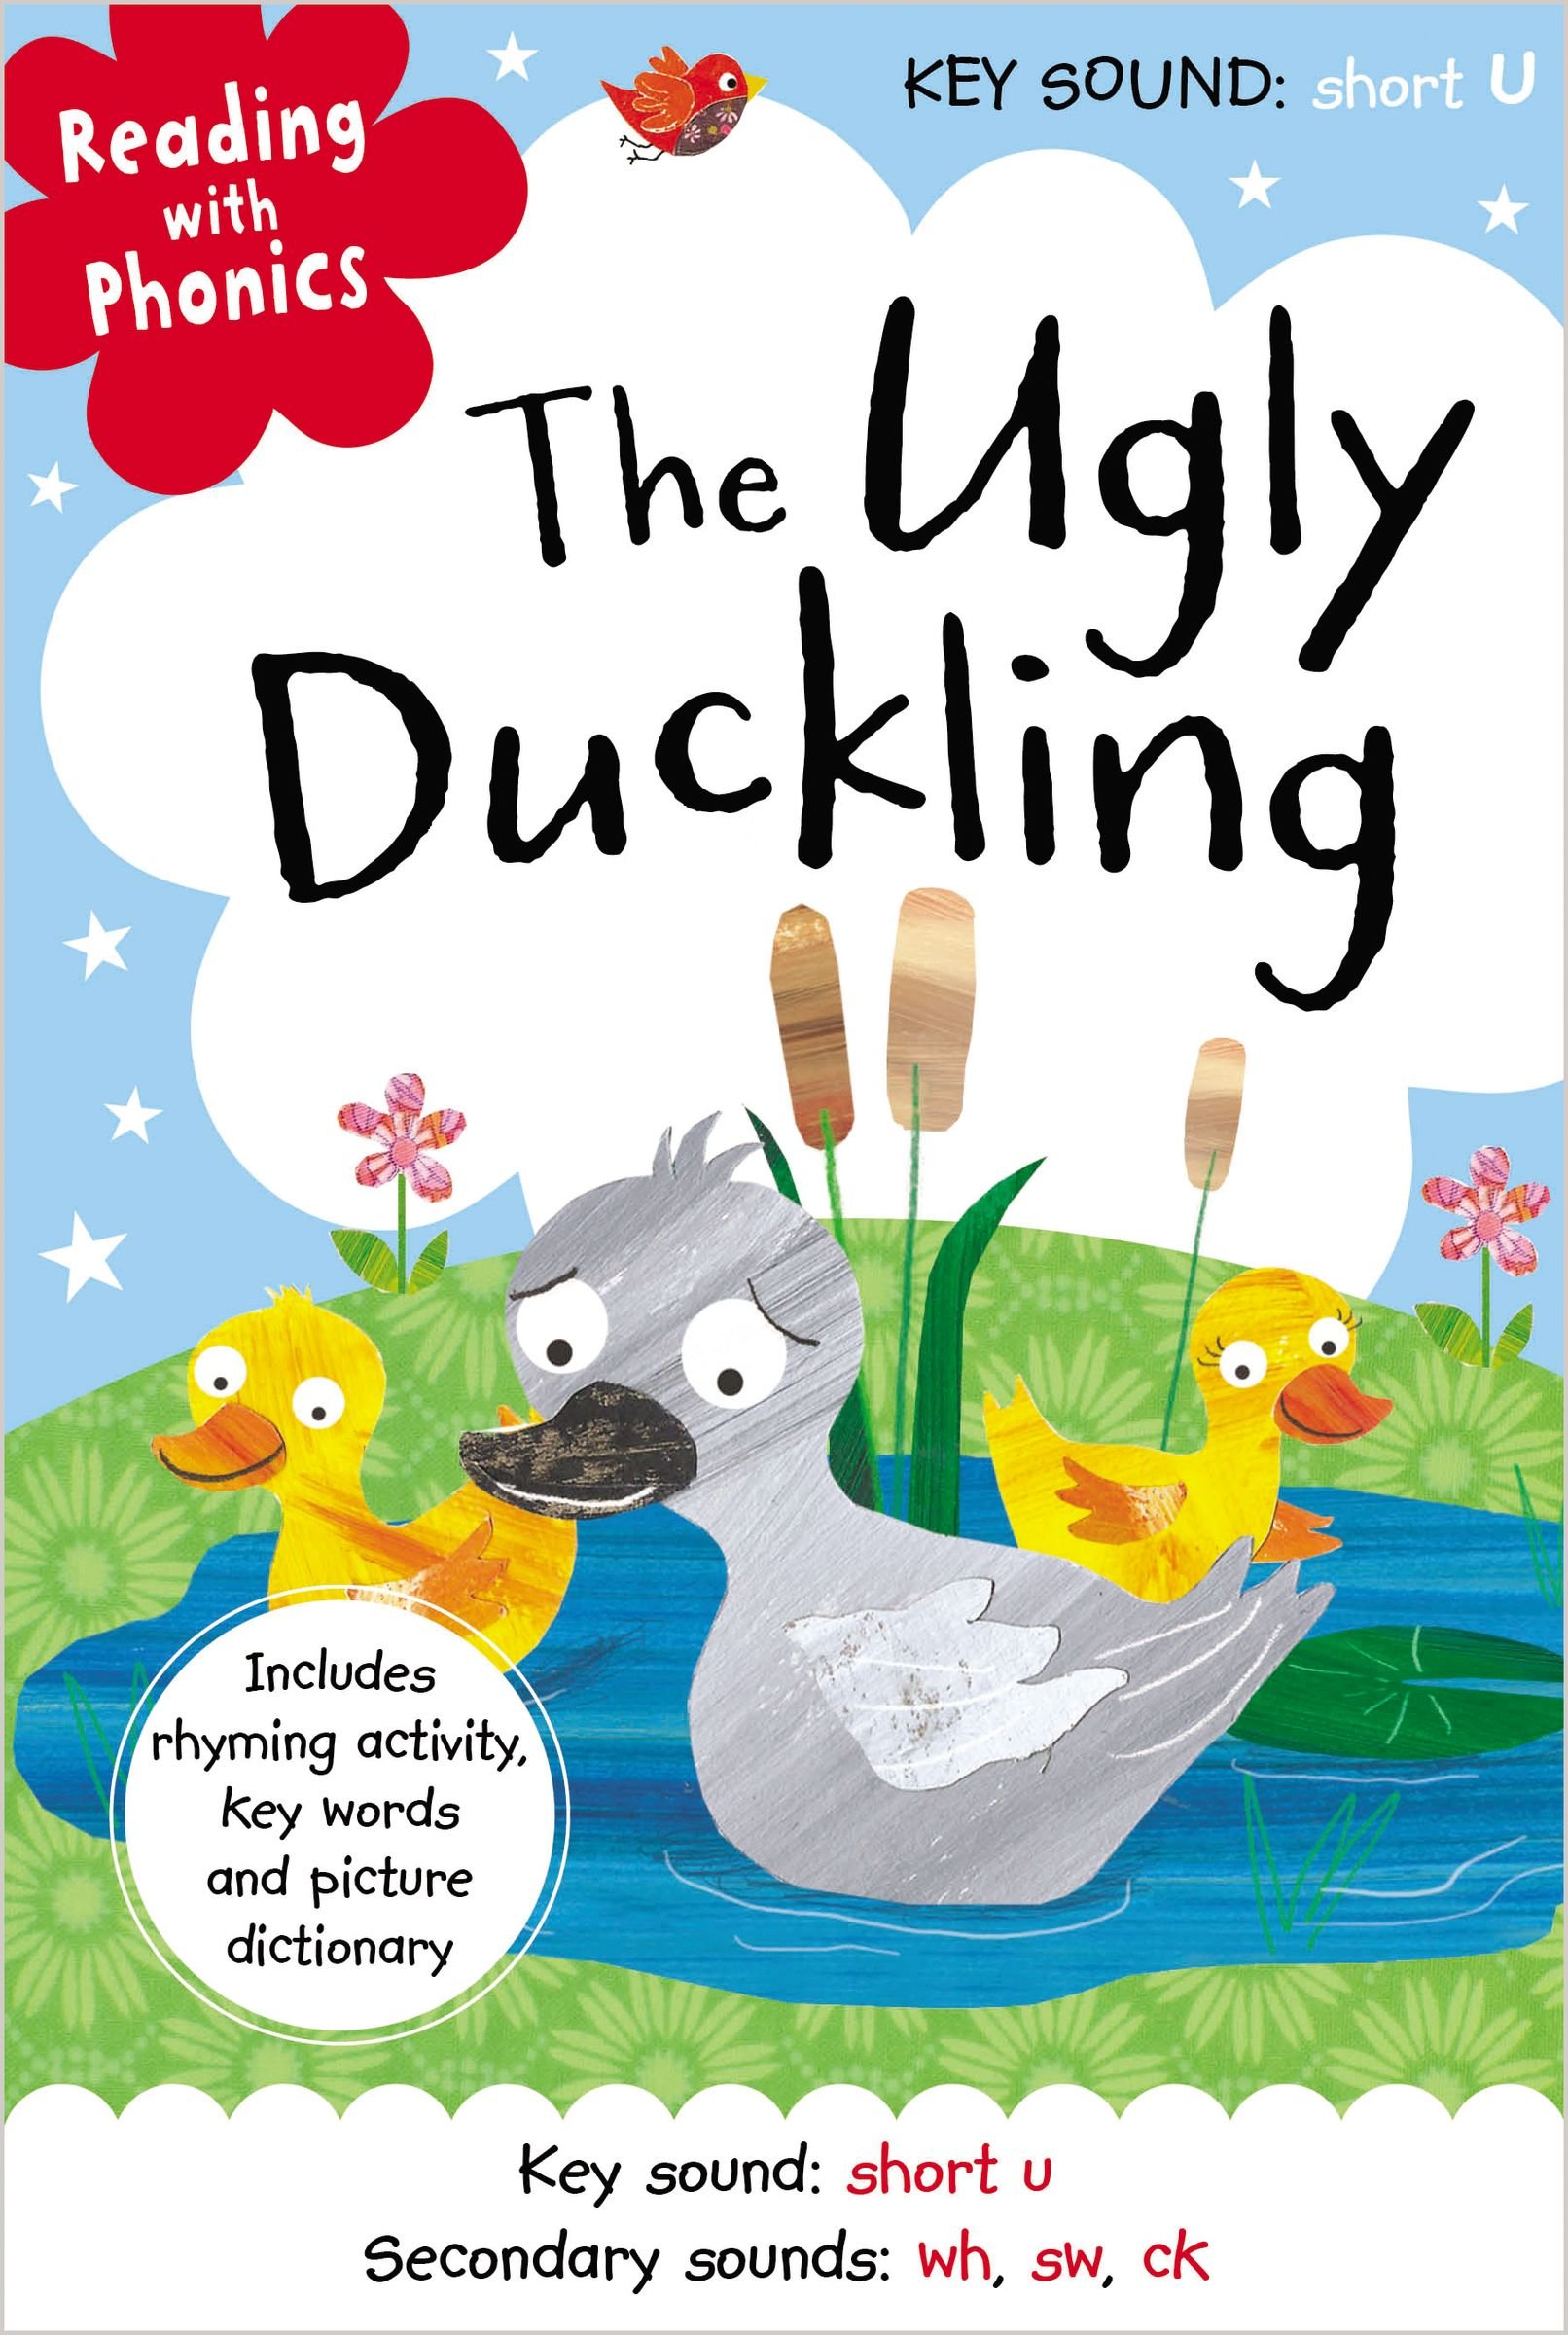 Reading
with
Phonics
KEY SOUND: short U
The Ugly
Duckling
Includes
rhyming activity,
key words
and picture
dictionary
Key sound: short u
Secondary sounds: wh, sw, ck